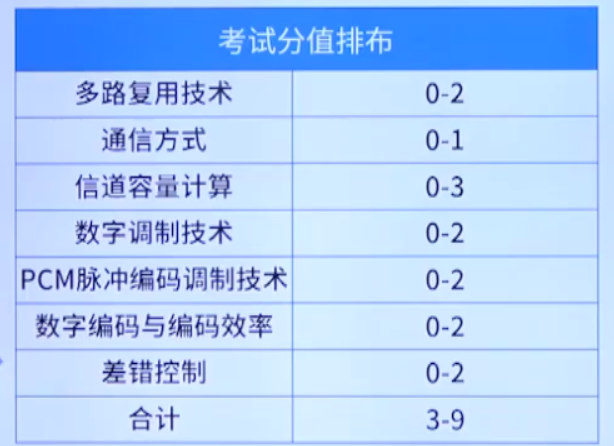 考试分值排布
多路复用技术 0-2
通信方式 0-1
信道容量计算 0-3
数字调制技术 0-2
PCM脉冲编码调制技术 0-2
数字编码与编码效率 0-2
差错控制 0-2
合计 3-9